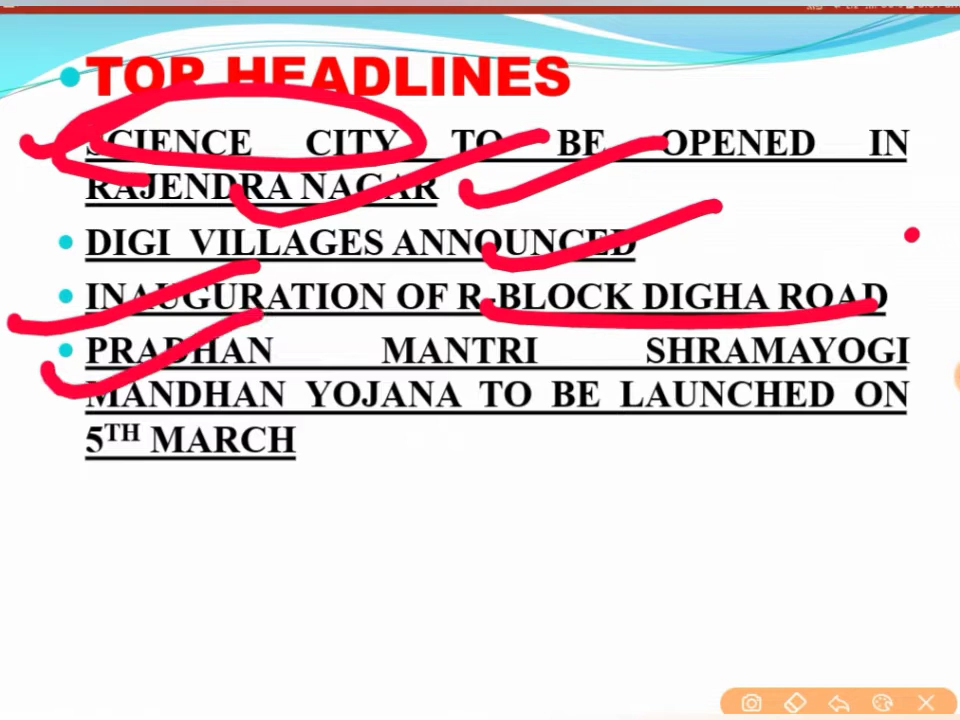 TOP HEADLINES
SCIENCE CITY TO BE OPENED IN
RAJENDRA NAGAR
DIGI VILLAGES ANNOUNCED
INAUGURATION OF R-BLOCK DIGHA ROAD
PRADHAN MANTRI SHRAMAYOGI
MANDHAN YOJANA TO BE LAUNCHED ON
5TH MARCH